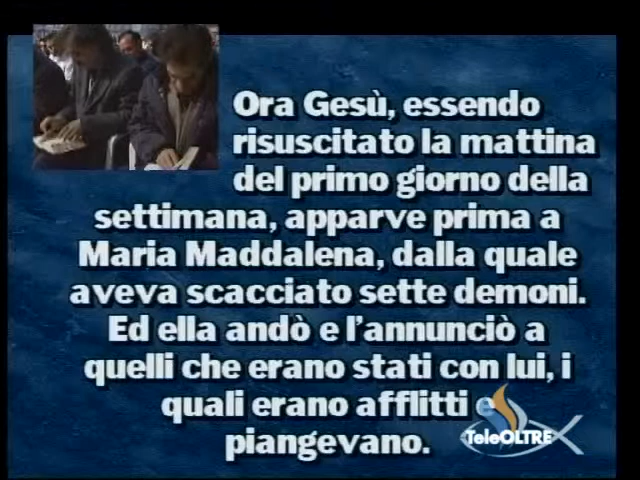 Ora Gesù, essendo
risuscitato la mattina
del primo giorno della
settimana, apparve prima a
Maria Maddalena, dalla quale
aveva scacciato sette demoni.
Ed ella andò e l'annunciò a
quelli che erano stati con lui, i
quali erano afflitti e
piangevano.
TeleOLTRE